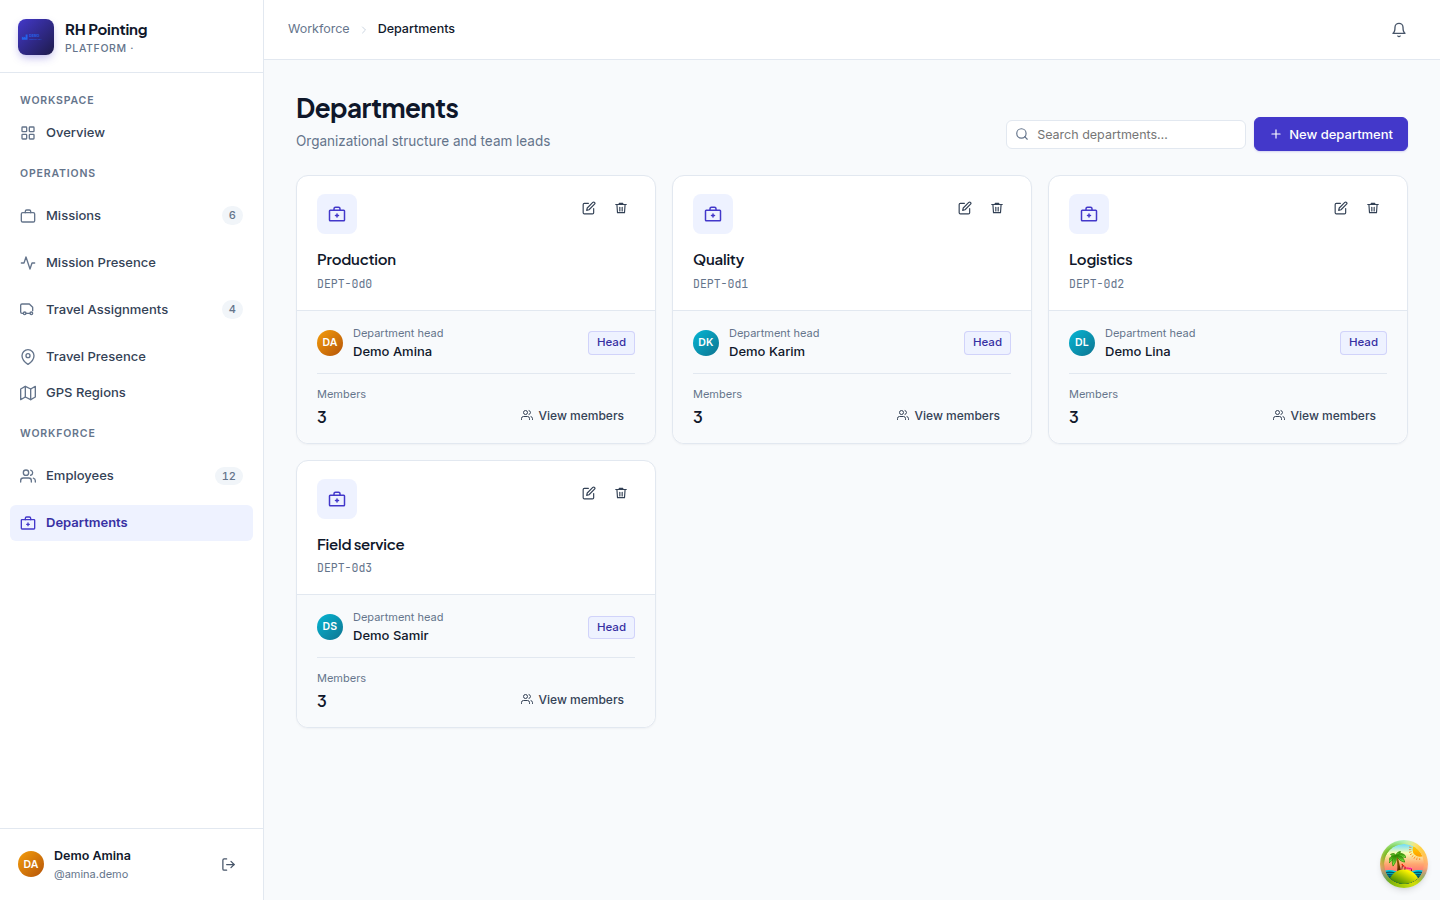 RH Pointing
PLATFORM ·
WORKSPACE
Overview
OPERATIONS
Missions 6
Mission Presence
Travel Assignments 4
Travel Presence
GPS Regions
WORKFORCE
Employees 12
Departments
DA Demo Amina
@amina.demo
Workforce > Departments
Departments
Organizational structure and team leads
Search departments...
+ New department
Production
DEPT-0d0
DA Department head
Demo Amina
Head
Members
3
View members
Quality
DEPT-0d1
DK Department head
Demo Karim
Head
Members
3
View members
Logistics
DEPT-0d2
DL Department head
Demo Lina
Head
Members
3
View members
Field service
DEPT-0d3
DS Department head
Demo Samir
Head
Members
3
View members